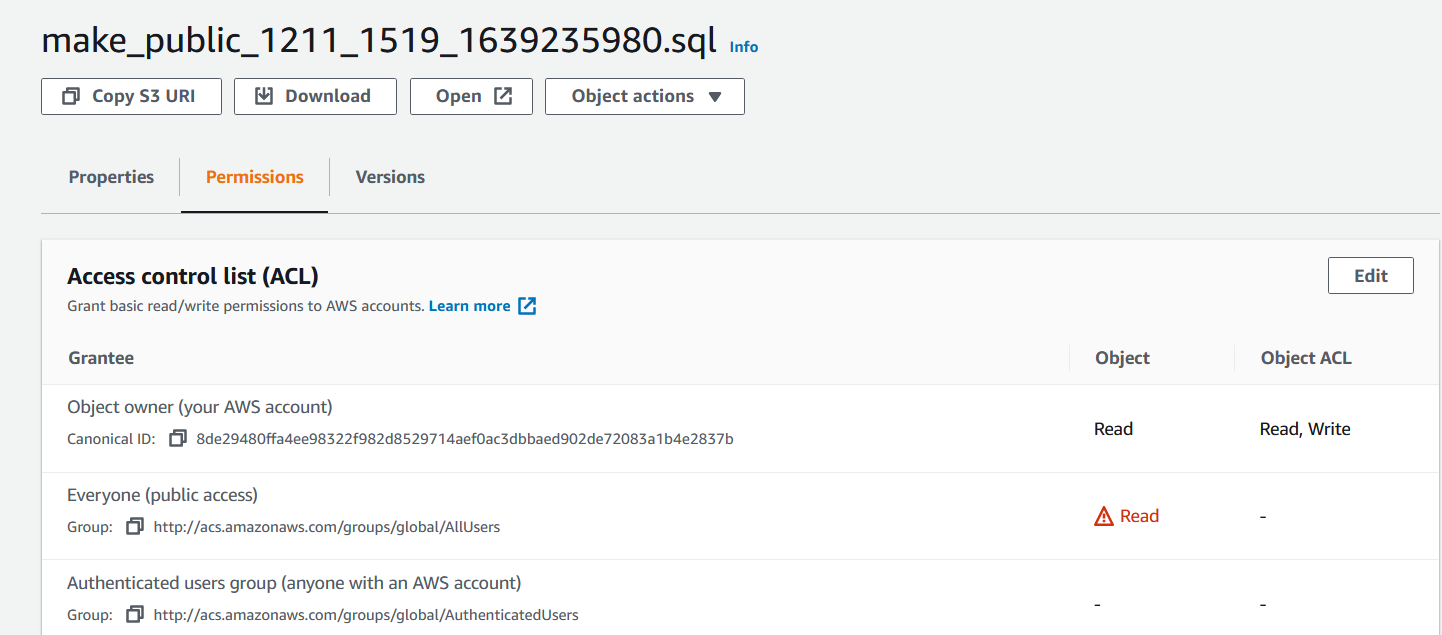 make_public_1211_1519_1639235980.sql Info
Copy S3 URI Download Open Object actions
Properties Permissions Versions
Access control list (ACL) Edit
Grant basic read/write permissions to AWS accounts. Learn more
Grantee Object Object ACL
Object owner (your AWS account)
Read Read, Write
Canonical ID: 8de29480ffa4ee98322f982d8529714aef0ac3dbbaed902de72083a1b4e2837b
Everyone (public access)
Read -
Group: http://acs.amazonaws.com/groups/global/AllUsers
Authenticated users group (anyone with an AWS account)
- -
Group: http://acs.amazonaws.com/groups/global/AuthenticatedUsers